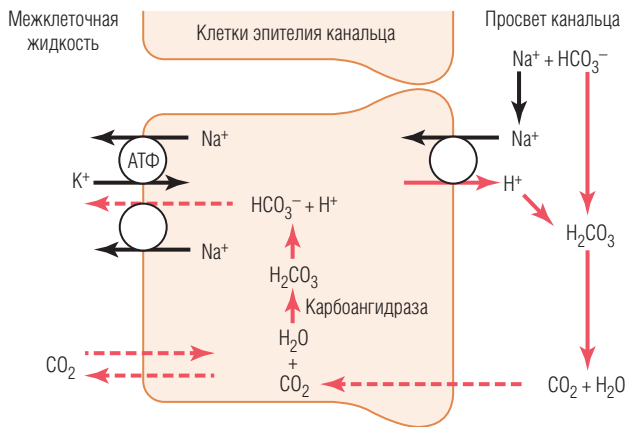 Межклеточная
жидкость
Клетки эпителия канальца
Просвет канальца
Na⁺ + HCO₃⁻
Na⁺
Na⁺
АТФ
K⁺
H⁺
HCO₃⁻ + H⁺
H₂CO₃
Na⁺
H₂CO₃
Карбоангидраза
H₂O
+
CO₂
CO₂
CO₂ + H₂O